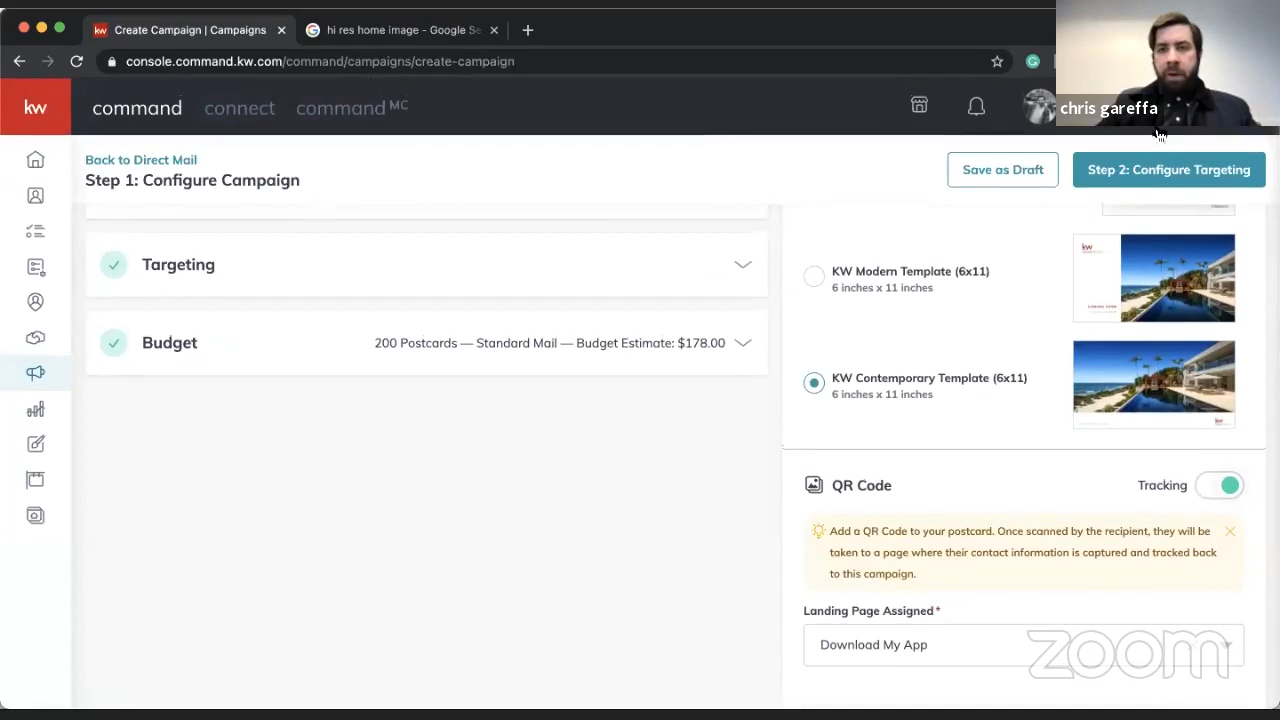 Create Campaign | Campaigns
hi res home image - Google Se
console.command.kw.com/command/campaigns/create-campaign
chris gareffa
kw
command
connect
command MC
Back to Direct Mail
Step 1: Configure Campaign
Save as Draft
Step 2: Configure Targeting
Targeting
Budget
200 Postcards — Standard Mail — Budget Estimate: $178.00
KW Modern Template (6x11)
6 inches x 11 inches
kw
COMING SOON
KW Contemporary Template (6x11)
6 inches x 11 inches
kw
QR Code
Tracking
Add a QR Code to your postcard. Once scanned by the recipient, they will be
taken to a page where their contact information is captured and tracked back
to this campaign.
Landing Page Assigned*
Download My App
zoom